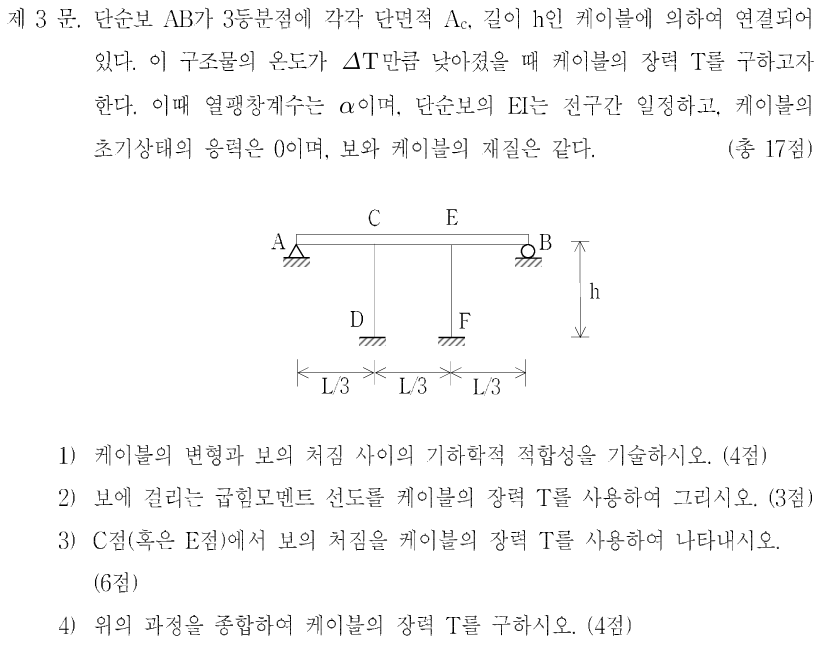 제 3 문. 단순보 AB가 3등분점에 각각 단면적 Ac, 길이 h인 케이블에 의하여 연결되어
있다. 이 구조물의 온도가 ΔT만큼 낮아졌을 때 케이블의 장력 T를 구하고자
한다. 이때 열팽창계수는 α이며, 단순보의 EI는 전구간 일정하고, 케이블의
초기상태의 응력은 0이며, 보와 케이블의 재질은 같다. (총 17점)
C E
A B
h
D F
L/3 L/3 L/3
1) 케이블의 변형과 보의 처짐 사이의 기하학적 적합성을 기술하시오. (4점)
2) 보에 걸리는 굽힘모멘트 선도를 케이블의 장력 T를 사용하여 그리시오. (3점)
3) C점(혹은 E점)에서 보의 처짐을 케이블의 장력 T를 사용하여 나타내시오.
(6점)
4) 위의 과정을 종합하여 케이블의 장력 T를 구하시오. (4점)